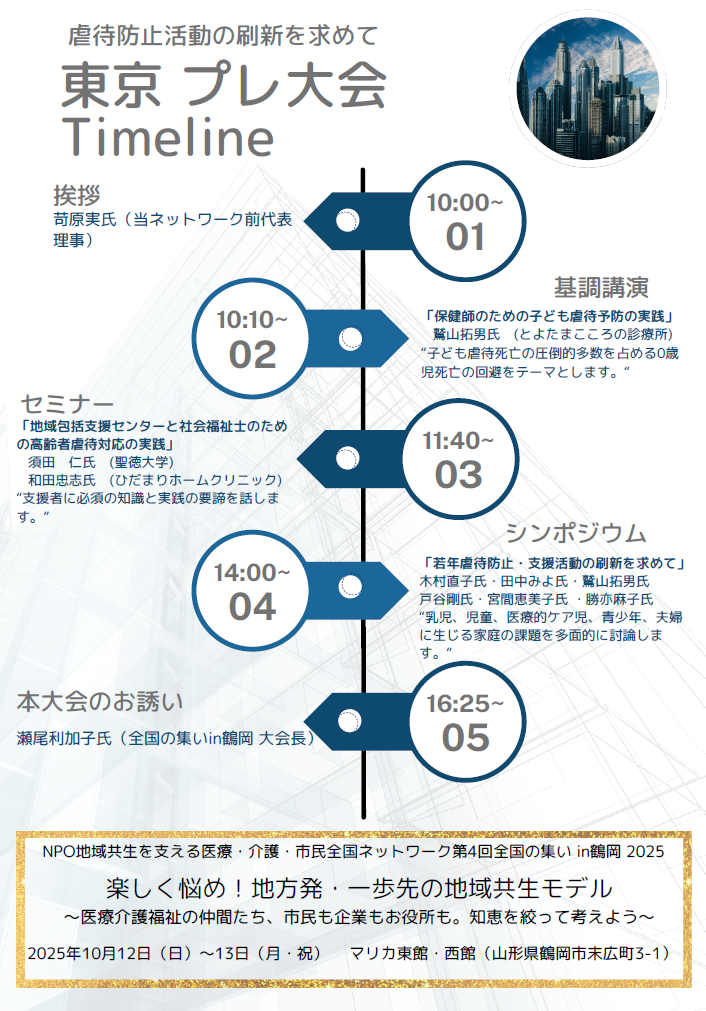 虐待防止活動の刷新を求めて
東京 プレ大会
Timeline
10:00~
01
挨拶
苛原実氏（当ネットワーク前代表
理事）
10:10~
02
基調講演
「保健師のための子ども虐待予防の実践」
鷲山拓男氏　(とよたまこころの診療所)
“子ども虐待死亡の圧倒的多数を占める0歳
児死亡の回避をテーマとします。“
11:40~
03
セミナー
「地域包括支援センターと社会福祉士のため
の高齢者虐待対応の実践」
須田　仁氏　(聖徳大学)
和田忠志氏　(ひだまりホームクリニック)
“支援者に必須の知識と実践の要諦を話しま
す。“
14:00~
04
シンポジウム
「若年虐待防止・支援活動の刷新を求めて」
木村直子氏・田中みよ氏・鷲山拓男氏
戸谷剛氏・宮間恵美子氏 ・勝亦麻子氏
“乳児、児童、医療的ケア児、青少年、夫婦
に生じる家庭の課題を多面的に討論しま
す。“
16:25~
05
本大会のお誘い
瀬尾利加子氏（全国の集いin鶴岡 大会長）
NPO地域共生を支える医療・介護・市民全国ネットワーク第4回全国の集い in鶴岡 2025
楽しく悩め！地方発・一歩先の地域共生モデル
～医療介護福祉の仲間たち、市民も企業もお役所も。知恵を絞って考えよう～
2025年10月12日（日）～13日（月・祝）　マリカ東館・西館（山形県鶴岡市末広町3-1）